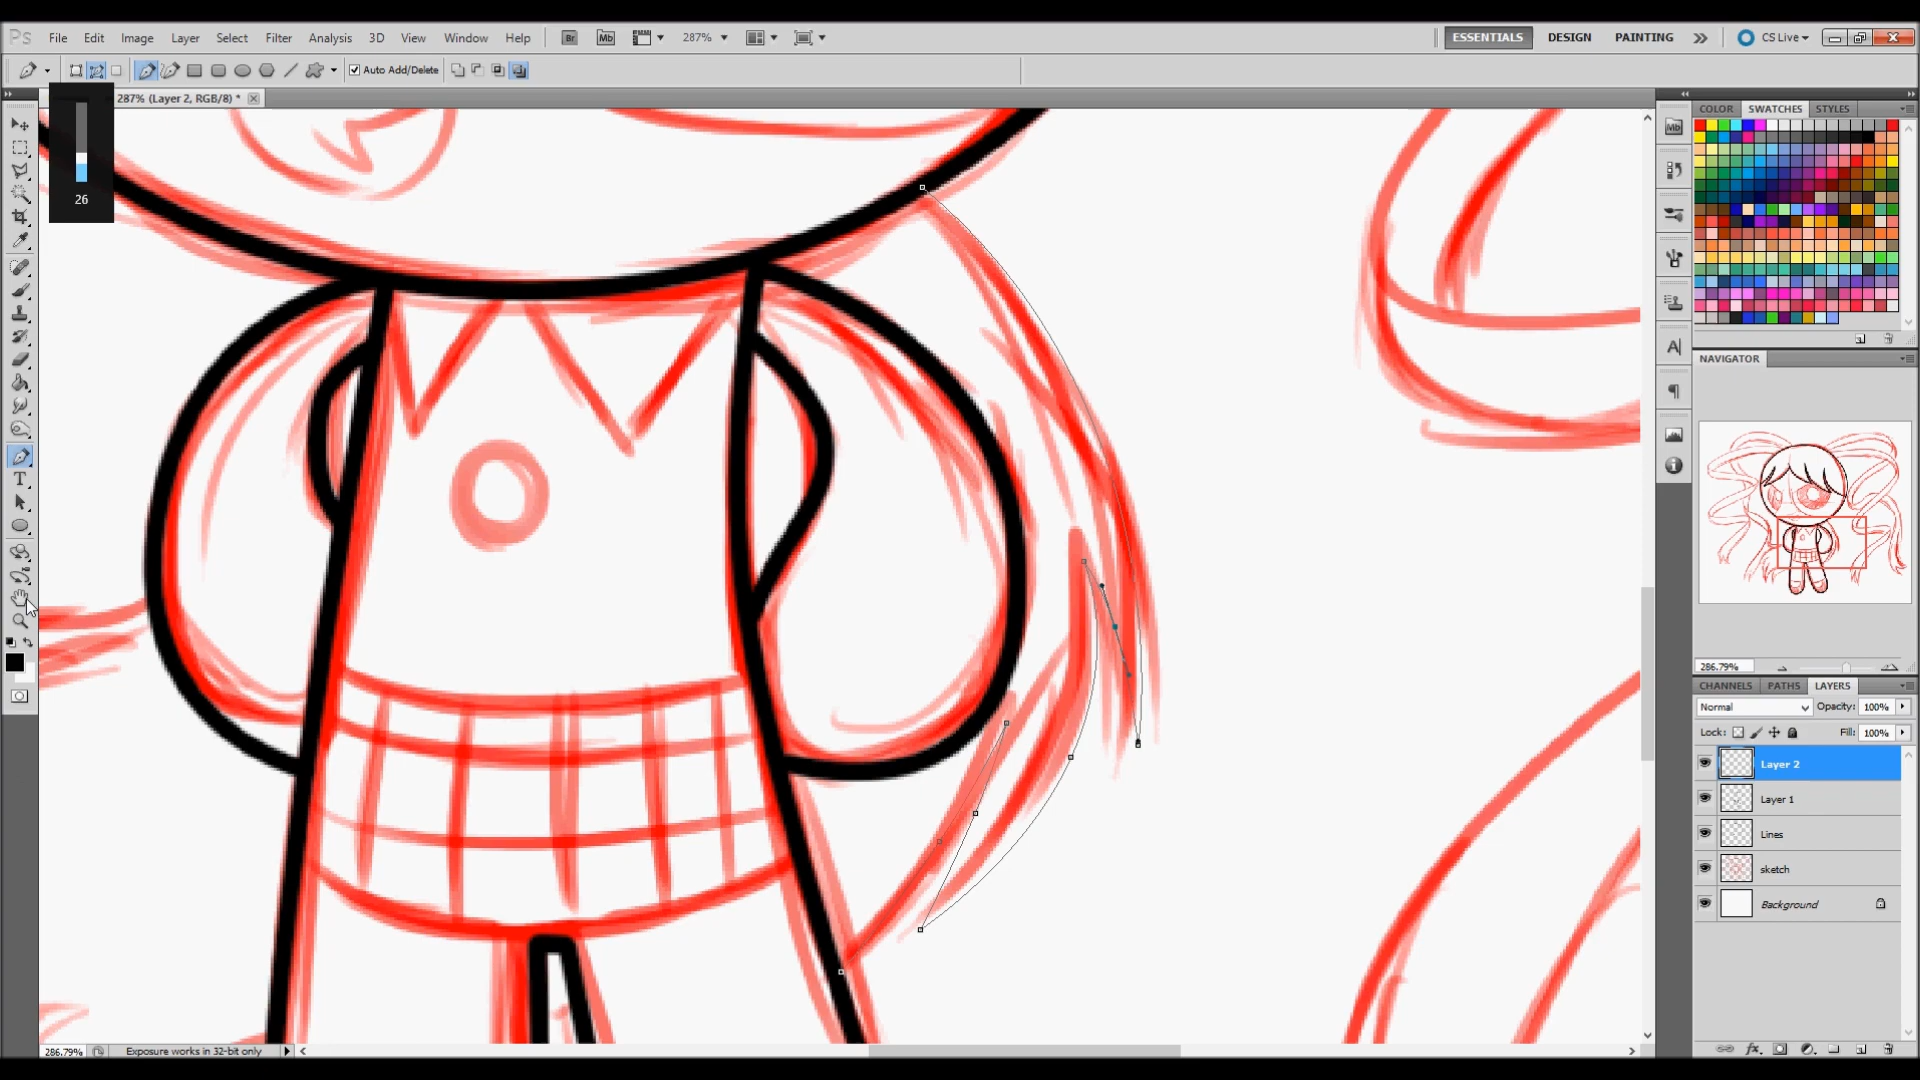 Ps File Edit Image Layer Select Filter Analysis 3D View Window Help Br Mb 287% ESSENTIALS DESIGN PAINTING CS Live
Auto Add/Delete
287% (Layer 2, RGB/8) *
26
COLOR SWATCHES STYLES
NAVIGATOR
286.79%
CHANNELS PATHS LAYERS
Normal Opacity: 100%
Lock: Fill: 100%
Layer 2
Layer 1
Lines
sketch
Background
286.79% Exposure works in 32-bit only